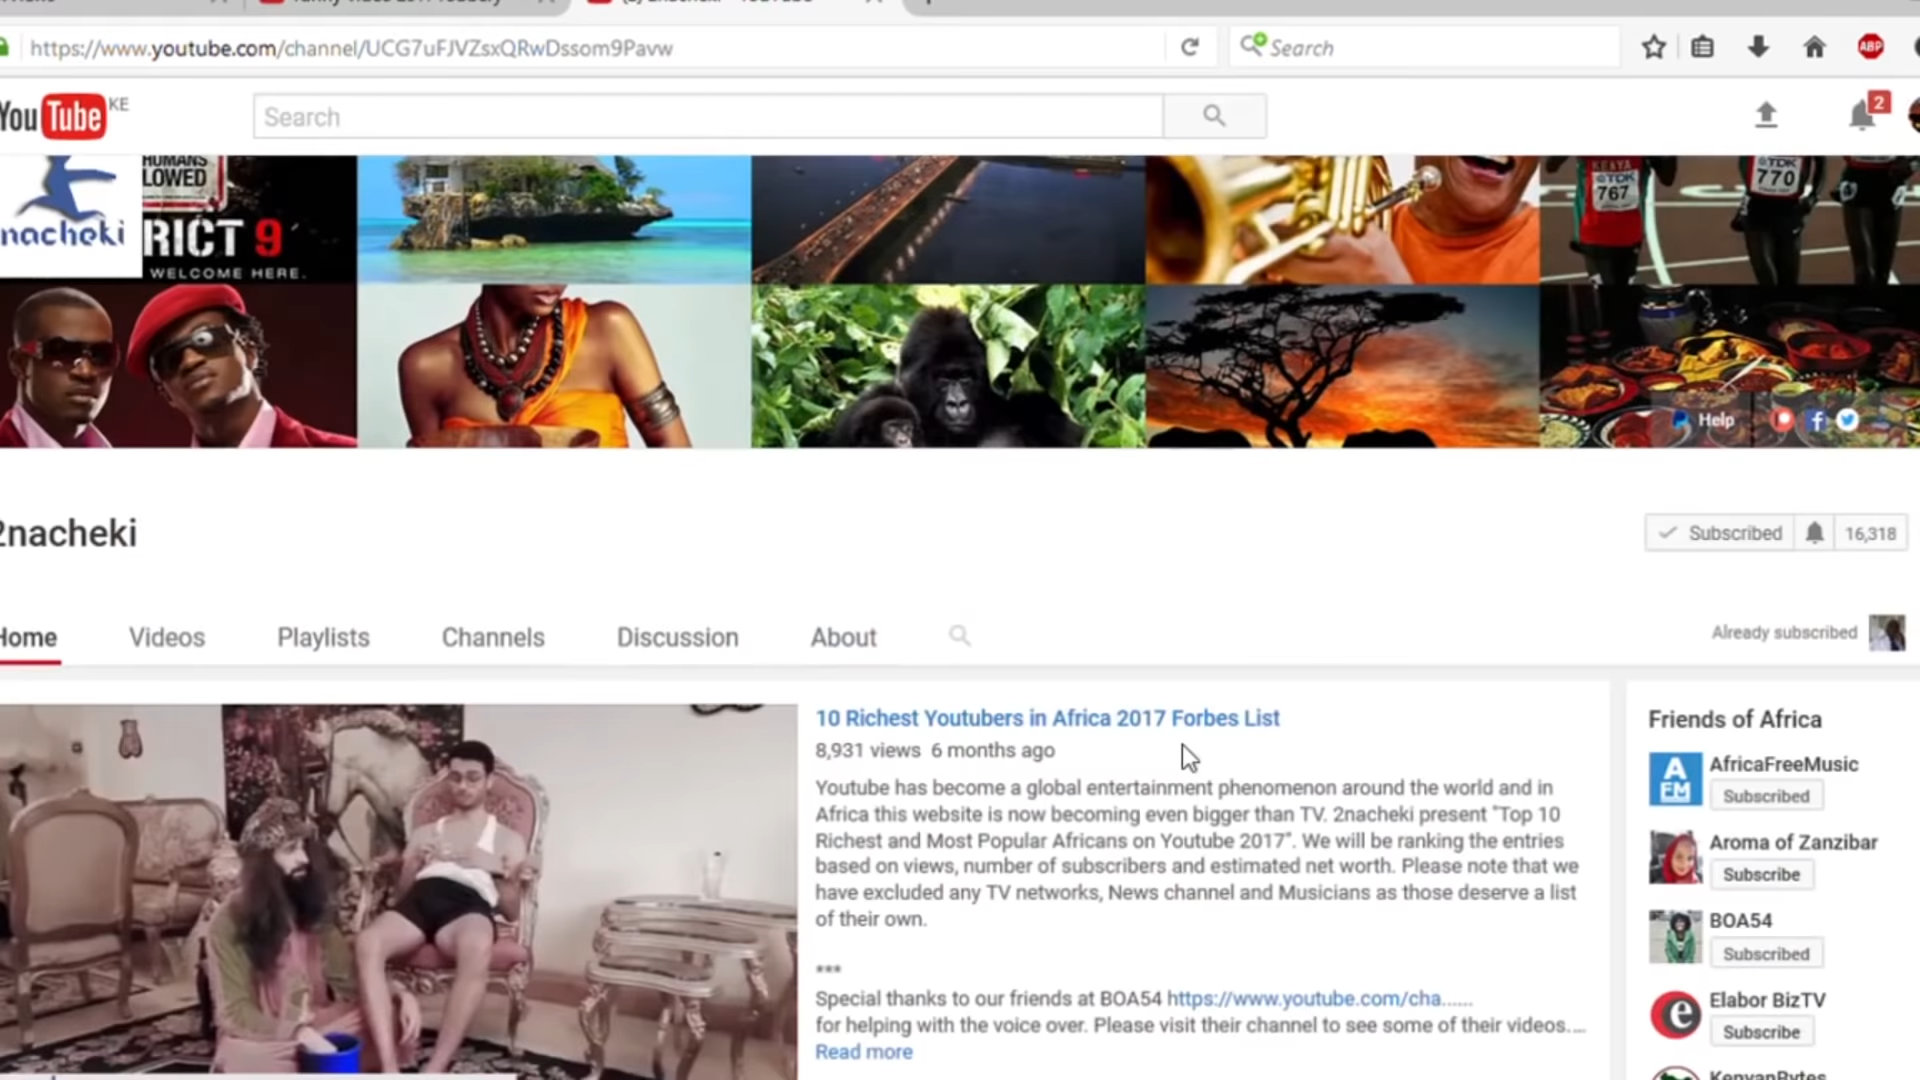 https://www.youtube.com/channel/UCG7uFJVZsxQRwDssom9Pavw
Search
You Tube KE
Search
2
HUMANS
LOWED
RICT 9
WELCOME HERE.
nacheki
KENYA
TDK
767
TDK
770
Help
2nacheki
Subscribed
16,318
Home
Videos
Playlists
Channels
Discussion
About
Already subscribed
10 Richest Youtubers in Africa 2017 Forbes List
8,931 views 6 months ago
Youtube has become a global entertainment phenomenon around the world and in
Africa this website is now becoming even bigger than TV. 2nacheki present "Top 10
Richest and Most Popular Africans on Youtube 2017". We will be ranking the entries
based on views, number of subscribers and estimated net worth. Please note that we
have excluded any TV networks, News channel and Musicians as those deserve a list
of their own.
***
Special thanks to our friends at BOA54 https://www.youtube.com/cha......
for helping with the voice over. Please visit their channel to see some of their videos....
Read more
Friends of Africa
A
FM
AfricaFreeMusic
Subscribed
Aroma of Zanzibar
Subscribe
BOA54
Subscribed
e
Elabor BizTV
Subscribe
KenyanBytes
ABP